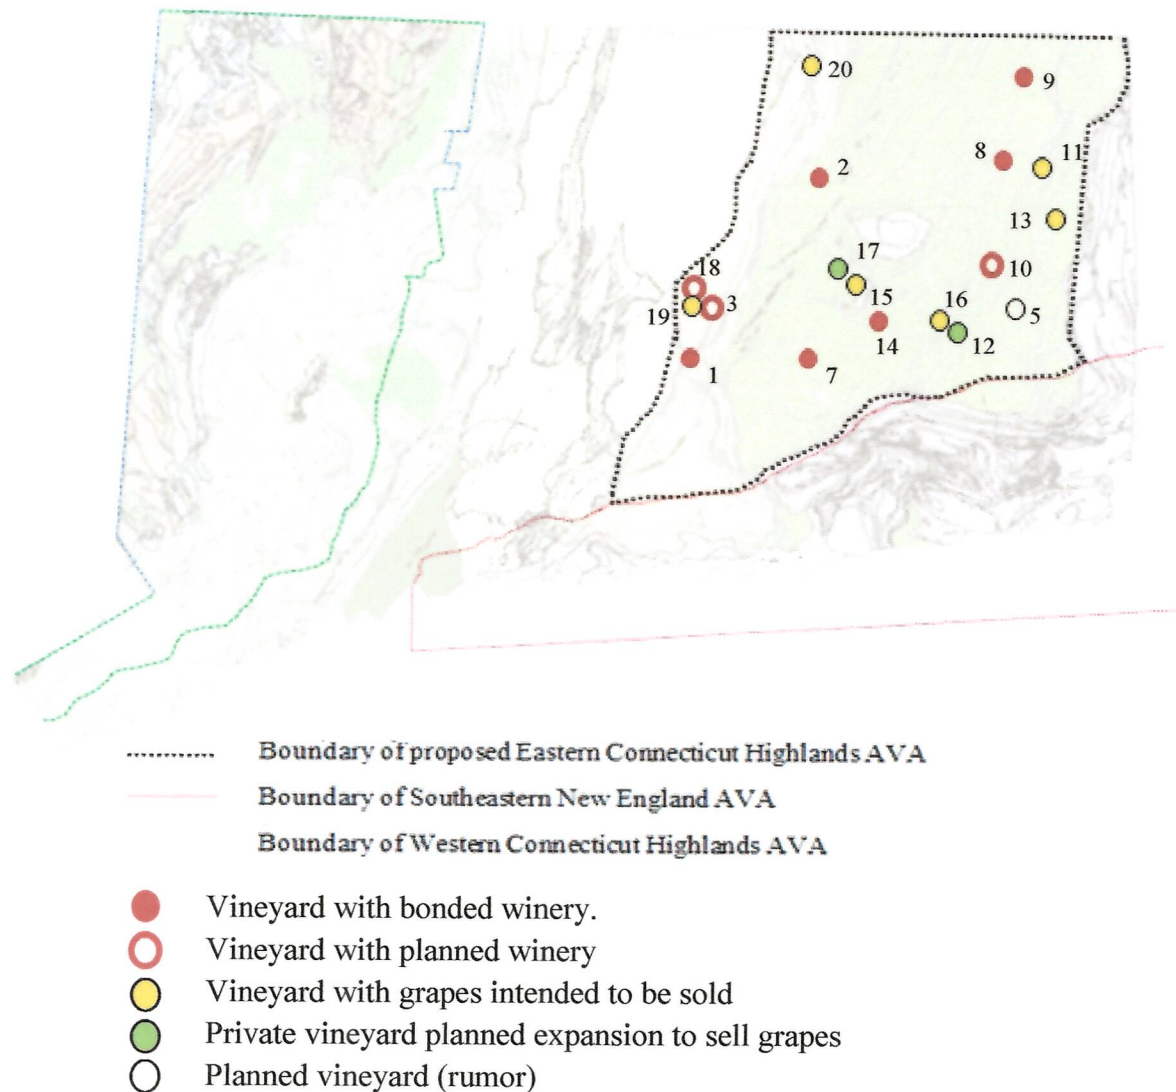 20
9
8
11
2
13
17
18
10
15
16
3
5
19
14
12
1
7
Boundary of proposed Eastern Connecticut Highlands AVA
Boundary of Southeastern New England AVA
Boundary of Western Connecticut Highlands AVA
Vineyard with bonded winery.
Vineyard with planned winery
Vineyard with grapes intended to be sold
Private vineyard planned expansion to sell grapes
Planned vineyard (rumor)